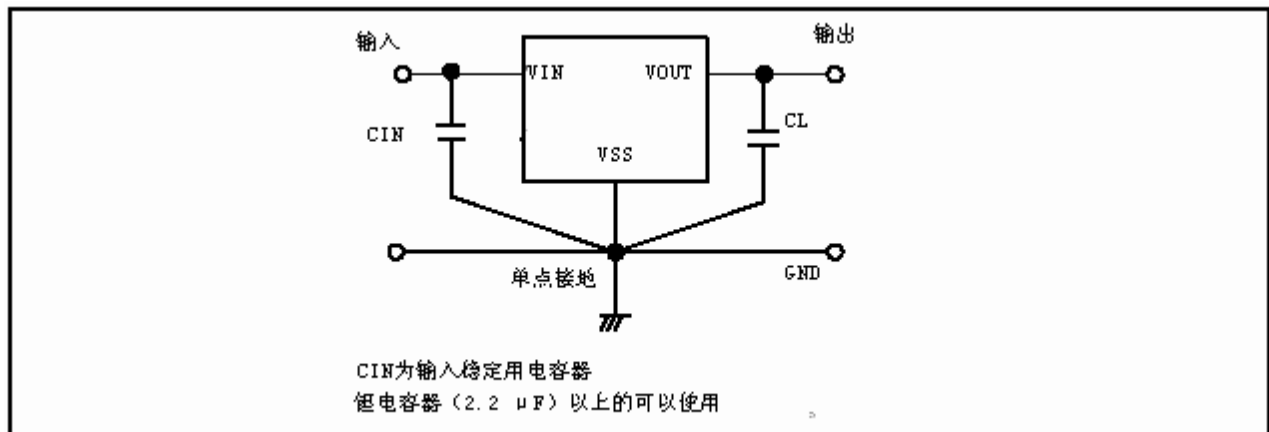 输入
输出
VIN
VOUT
CIN
CL
VSS
单点接地
GND
CIN为输入稳定用电容器
钽电容器（2.2 μF）以上的可以使用